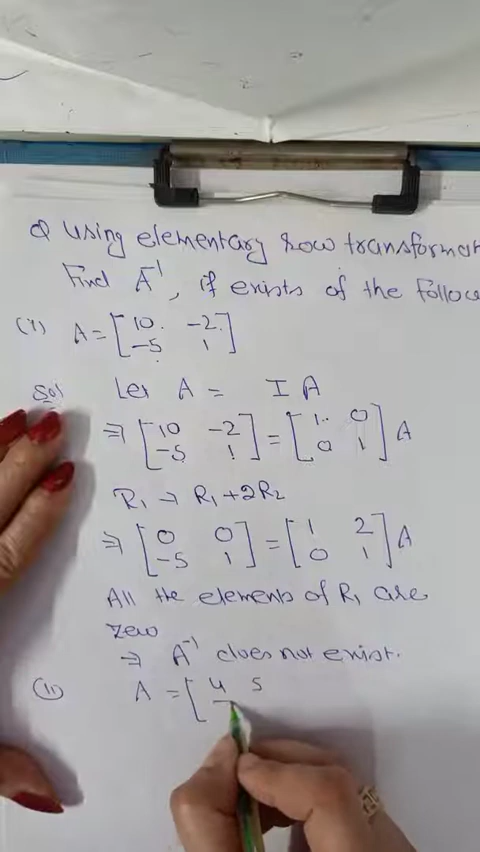 Q Using elementary row transformat
Find A⁻¹, if exists of the follow
(i) A = [10 -2
-5 1]
Sol Let A = I A
⇒ [10 -2
-5 1] = [1 0
0 1] A
R₁ → R₁+2R₂
⇒ [0 0
-5 1] = [1 2
0 1] A
All the elements of R₁ are
zero
⇒ A⁻¹ does not exist.
(ii) A = [4 5